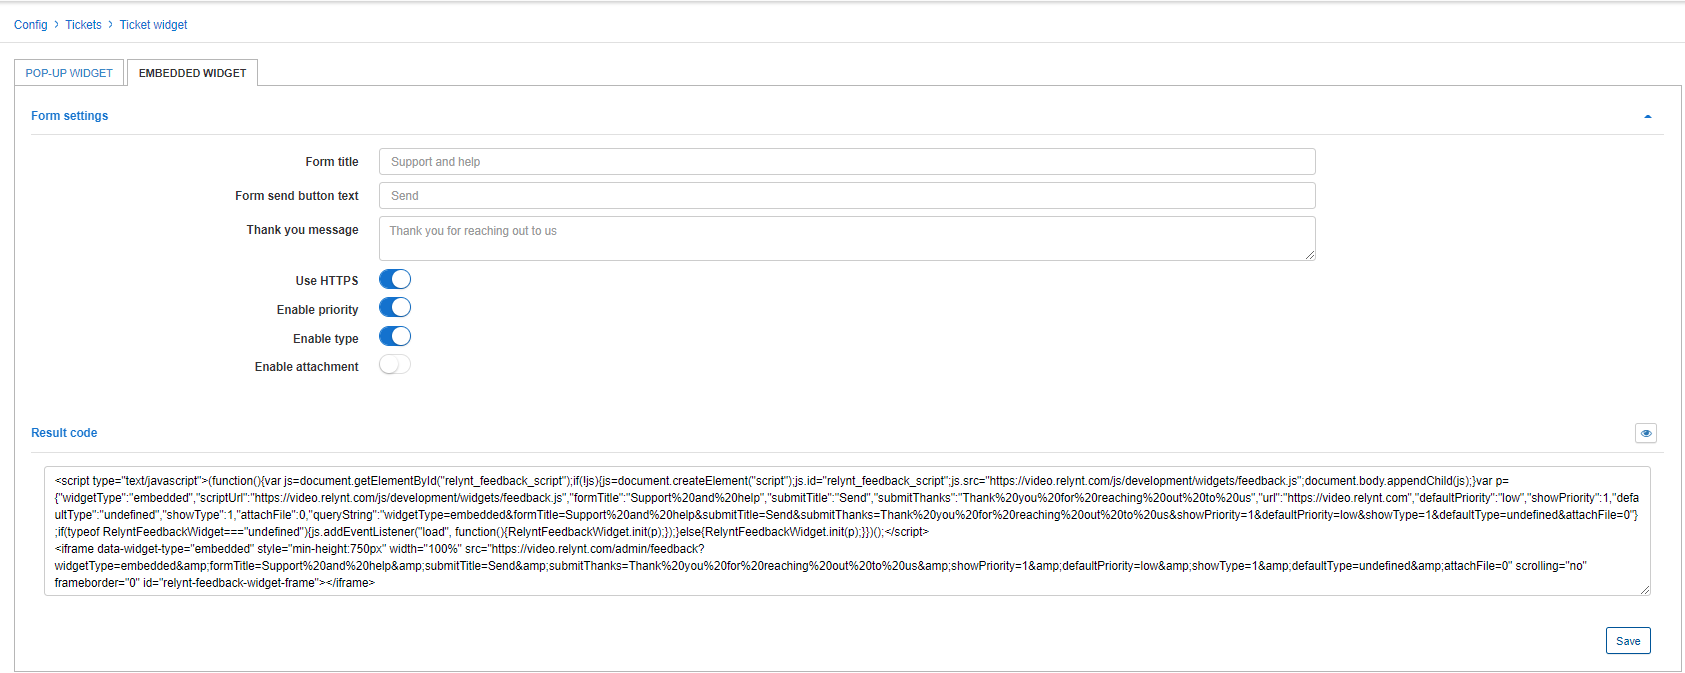 Config > Tickets > Ticket widget
POP-UP WIDGET EMBEDDED WIDGET
Form settings
Form title Support and help
Form send button text Send
Thank you message Thank you for reaching out to us
Use HTTPS
Enable priority
Enable type
Enable attachment
Result code
<script type="text/javascript">(function(){var js=document.getElementById("relynt_feedback_script");if(!js){js=document.createElement("script");js.id="relynt_feedback_script";js.src="https://video.relynt.com/js/development/widgets/feedback.js";document.body.appendChild(js);}var p=
{"widgetType":"embedded","scriptUrl":"https://video.relynt.com/js/development/widgets/feedback.js","formTitle":"Support%20and%20help","submitTitle":"Send","submitThanks":"Thank%20you%20for%20reaching%20out%20to%20us","url":"https://video.relynt.com","defaultPriority":"low","showPriority":1,"defa
ultType":"undefined","showType":1,"attachFile":0,"queryString":"widgetType=embedded&formTitle=Support%20and%20help&submitTitle=Send&submitThanks=Thank%20you%20for%20reaching%20out%20to%20us&showPriority=1&defaultPriority=low&showType=1&defaultType=undefined&attachFile=0"}
;if(typeof RelyntFeedbackWidget==="undefined"){js.addEventListener("load", function(){RelyntFeedbackWidget.init(p);});}else{RelyntFeedbackWidget.init(p);}})();</script>
<iframe data-widget-type="embedded" style="min-height:750px" width="100%" src="https://video.relynt.com/admin/feedback?
widgetType=embedded&amp;formTitle=Support%20and%20help&amp;submitTitle=Send&amp;submitThanks=Thank%20you%20for%20reaching%20out%20to%20us&amp;showPriority=1&amp;defaultPriority=low&amp;showType=1&amp;defaultType=undefined&amp;attachFile=0" scrolling="no"
frameborder="0" id="relynt-feedback-widget-frame"></iframe>
Save